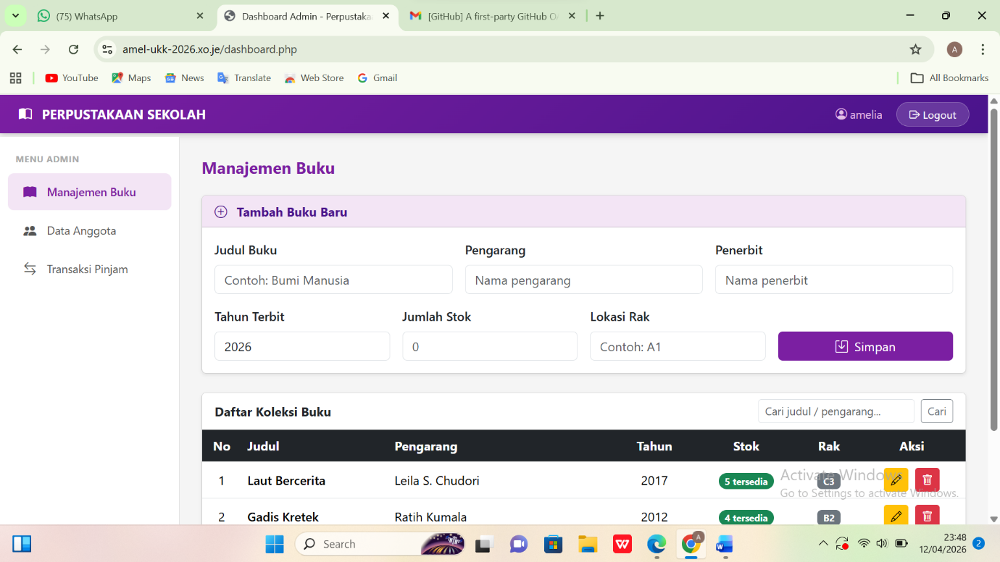 (75) WhatsApp
Dashboard Admin - Perpustaka
[GitHub] A first-party GitHub O
amel-ukk-2026.xo.je/dashboard.php
A
YouTube
Maps
News
Translate
Web Store
Gmail
All Bookmarks
PERPUSTAKAAN SEKOLAH
amelia
Logout
MENU ADMIN
Manajemen Buku
Data Anggota
Transaksi Pinjam
Manajemen Buku
Tambah Buku Baru
Judul Buku
Pengarang
Penerbit
Contoh: Bumi Manusia
Nama pengarang
Nama penerbit
Tahun Terbit
Jumlah Stok
Lokasi Rak
2026
0
Contoh: A1
Simpan
Daftar Koleksi Buku
Cari judul / pengarang...
Cari
No Judul Pengarang Tahun Stok Rak Aksi
1 Laut Bercerita Leila S. Chudori 2017 5 tersedia C3
2 Gadis Kretek Ratih Kumala 2012 4 tersedia B2
Activate Windows
Go to Settings to activate Windows.
Search
A
W
23:48
12/04/2026
2